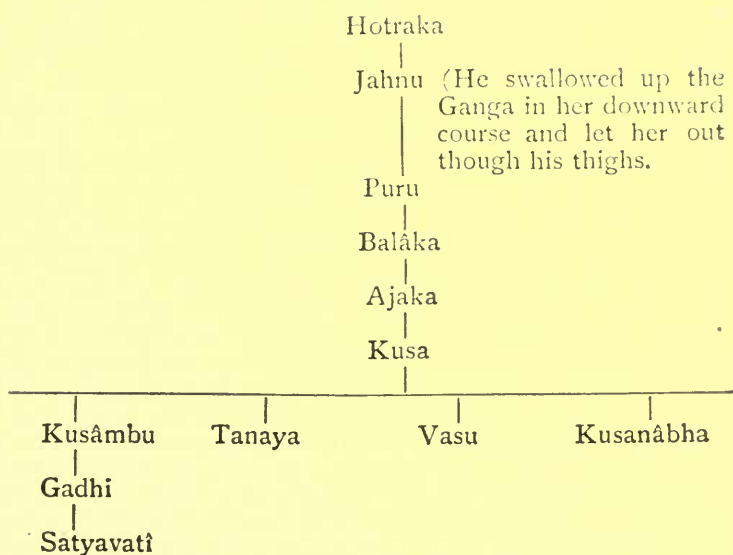 Hotraka
Jahnu (He swallowed up the
Ganga in her downward
course and let her out
though his thighs.
Puru
Balâka
Ajaka
Kusa
Kusâmbu Tanaya Vasu Kusanâbha
Gadhi
Satyavatî